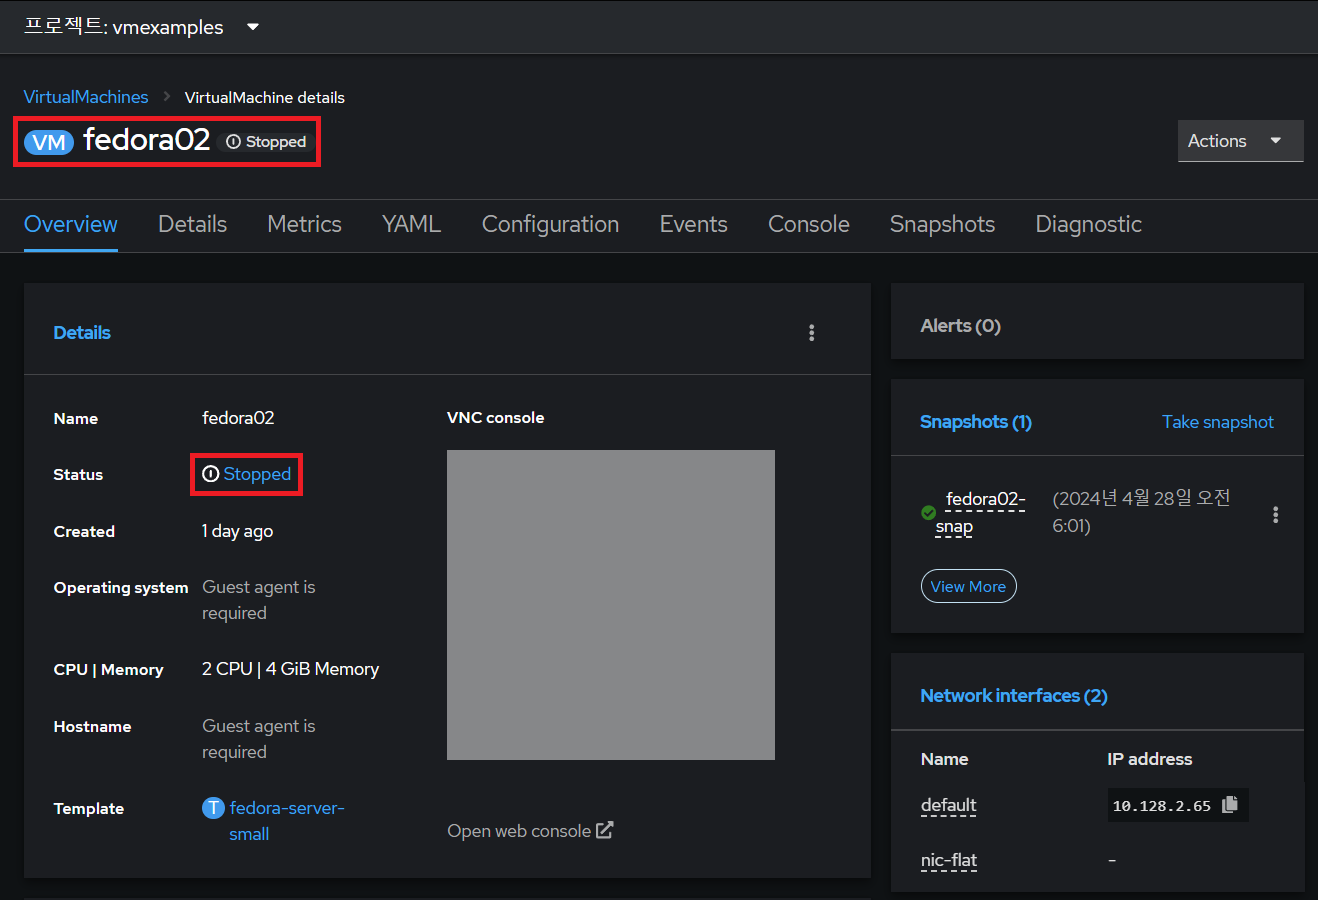 프로젝트: vmexamples
VirtualMachines > VirtualMachine details
VM fedora02 Stopped
Actions
Overview Details Metrics YAML Configuration Events Console Snapshots Diagnostic
Details
Name fedora02
Status Stopped
Created 1 day ago
Operating system Guest agent is
required
CPU | Memory 2 CPU | 4 GiB Memory
Hostname Guest agent is
required
Template T fedora-server-
small
VNC console
Open web console
Alerts (0)
Snapshots (1) Take snapshot
fedora02- (2024년 4월 28일 오전
snap 6:01)
View More
Network interfaces (2)
Name IP address
default 10.128.2.65
nic-flat -